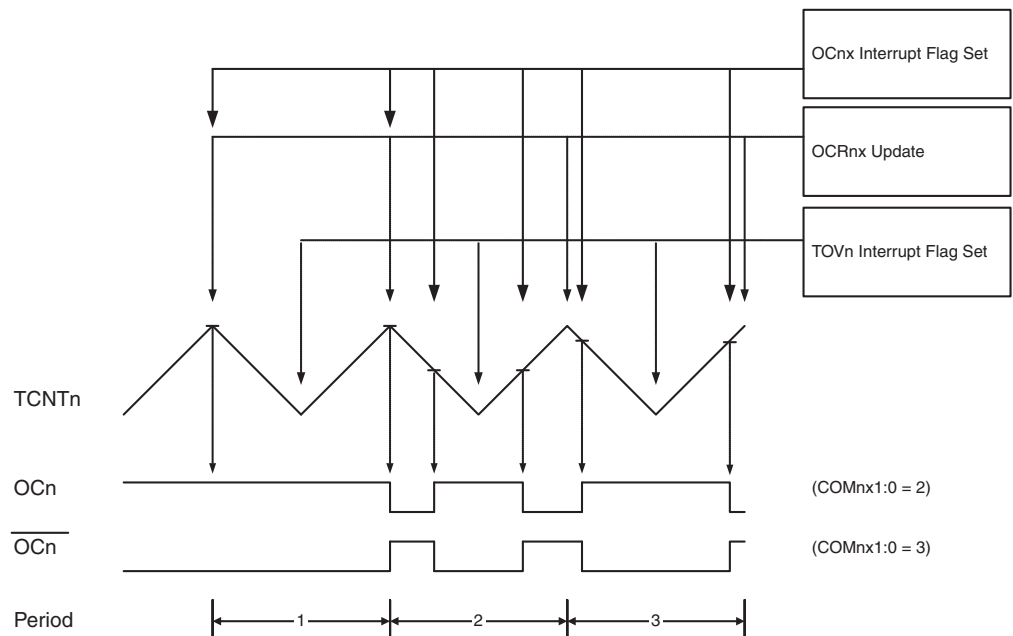 OCnx Interrupt Flag Set
OCRnx Update
TOVn Interrupt Flag Set
TCNTn
OCn
(COMnx1:0 = 2)
OCn
(COMnx1:0 = 3)
Period
1
2
3